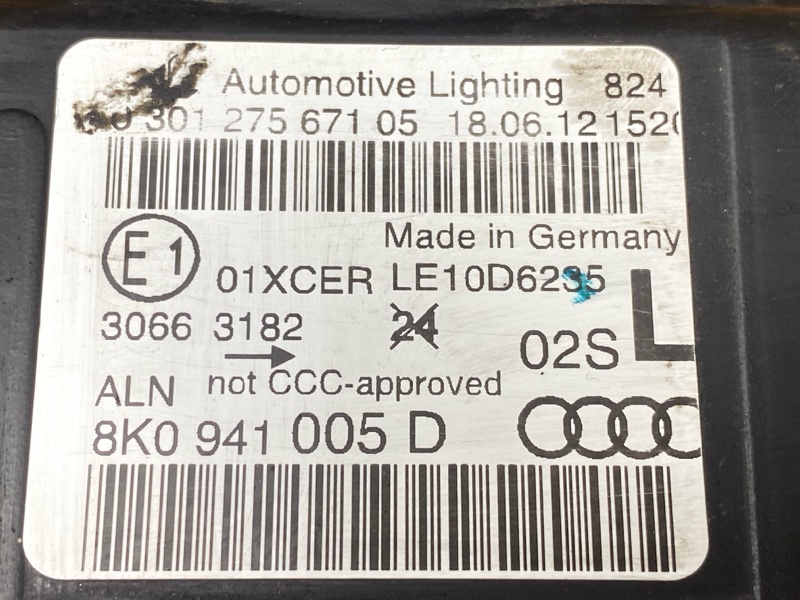 Automotive Lighting 824
301 275 671 05 18.06.12 152
Made in Germany
E1 01XCER LE10D6235
3066 3182 24 02S L
not CCC-approved
ALN
8K0 941 005 D